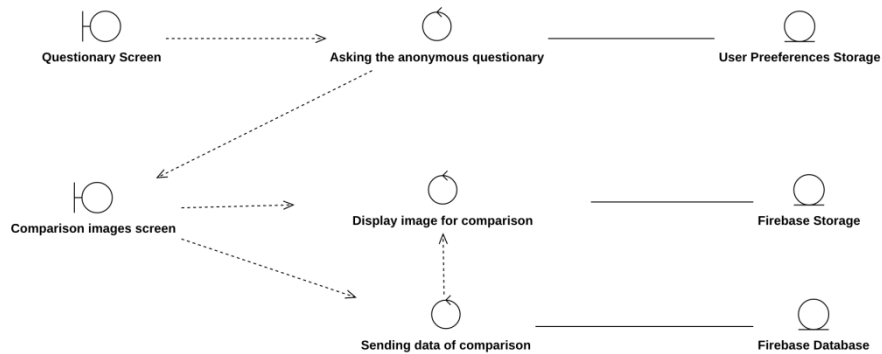 Questionary Screen
Asking the anonymous questionary
User Preeferences Storage
Comparison images screen
Display image for comparison
Firebase Storage
Sending data of comparison
Firebase Database